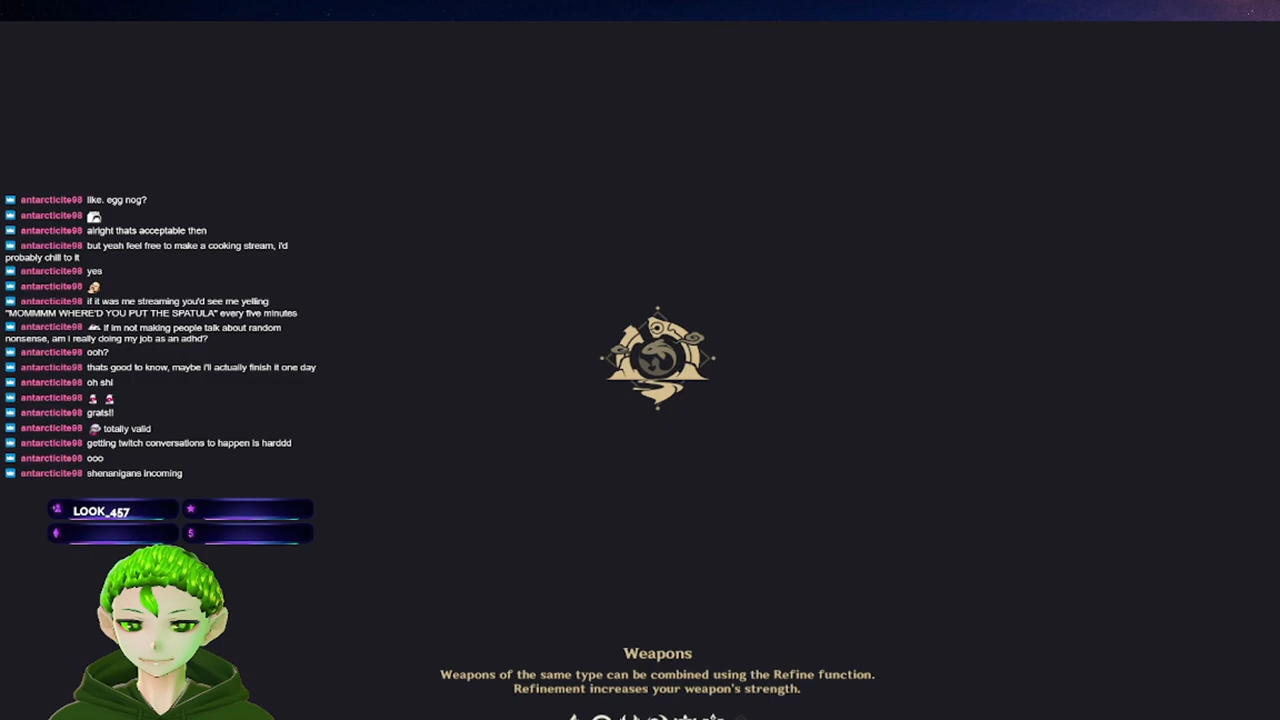 antarcticite98 like. egg nog?
antarcticite98
antarcticite98 alright thats acceptable then
antarcticite98 but yeah feel free to make a cooking stream, i'd
probably chill to it
antarcticite98 yes
antarcticite98
antarcticite98 if it was me streaming you'd see me yelling
"MOMMMM WHERE'D YOU PUT THE SPATULA" every five minutes
antarcticite98 if im not making people talk about random
nonsense, am i really doing my job as an adhd?
antarcticite98 ooh?
antarcticite98 thats good to know, maybe i'll actually finish it one day
antarcticite98 oh shi
antarcticite98
antarcticite98 grats!!
antarcticite98 totally valid
antarcticite98 getting twitch conversations to happen is harddd
antarcticite98 ooo
antarcticite98 shenanigans incoming
LOOK_457
Weapons
Weapons of the same type can be combined using the Refine function.
Refinement increases your weapon's strength.